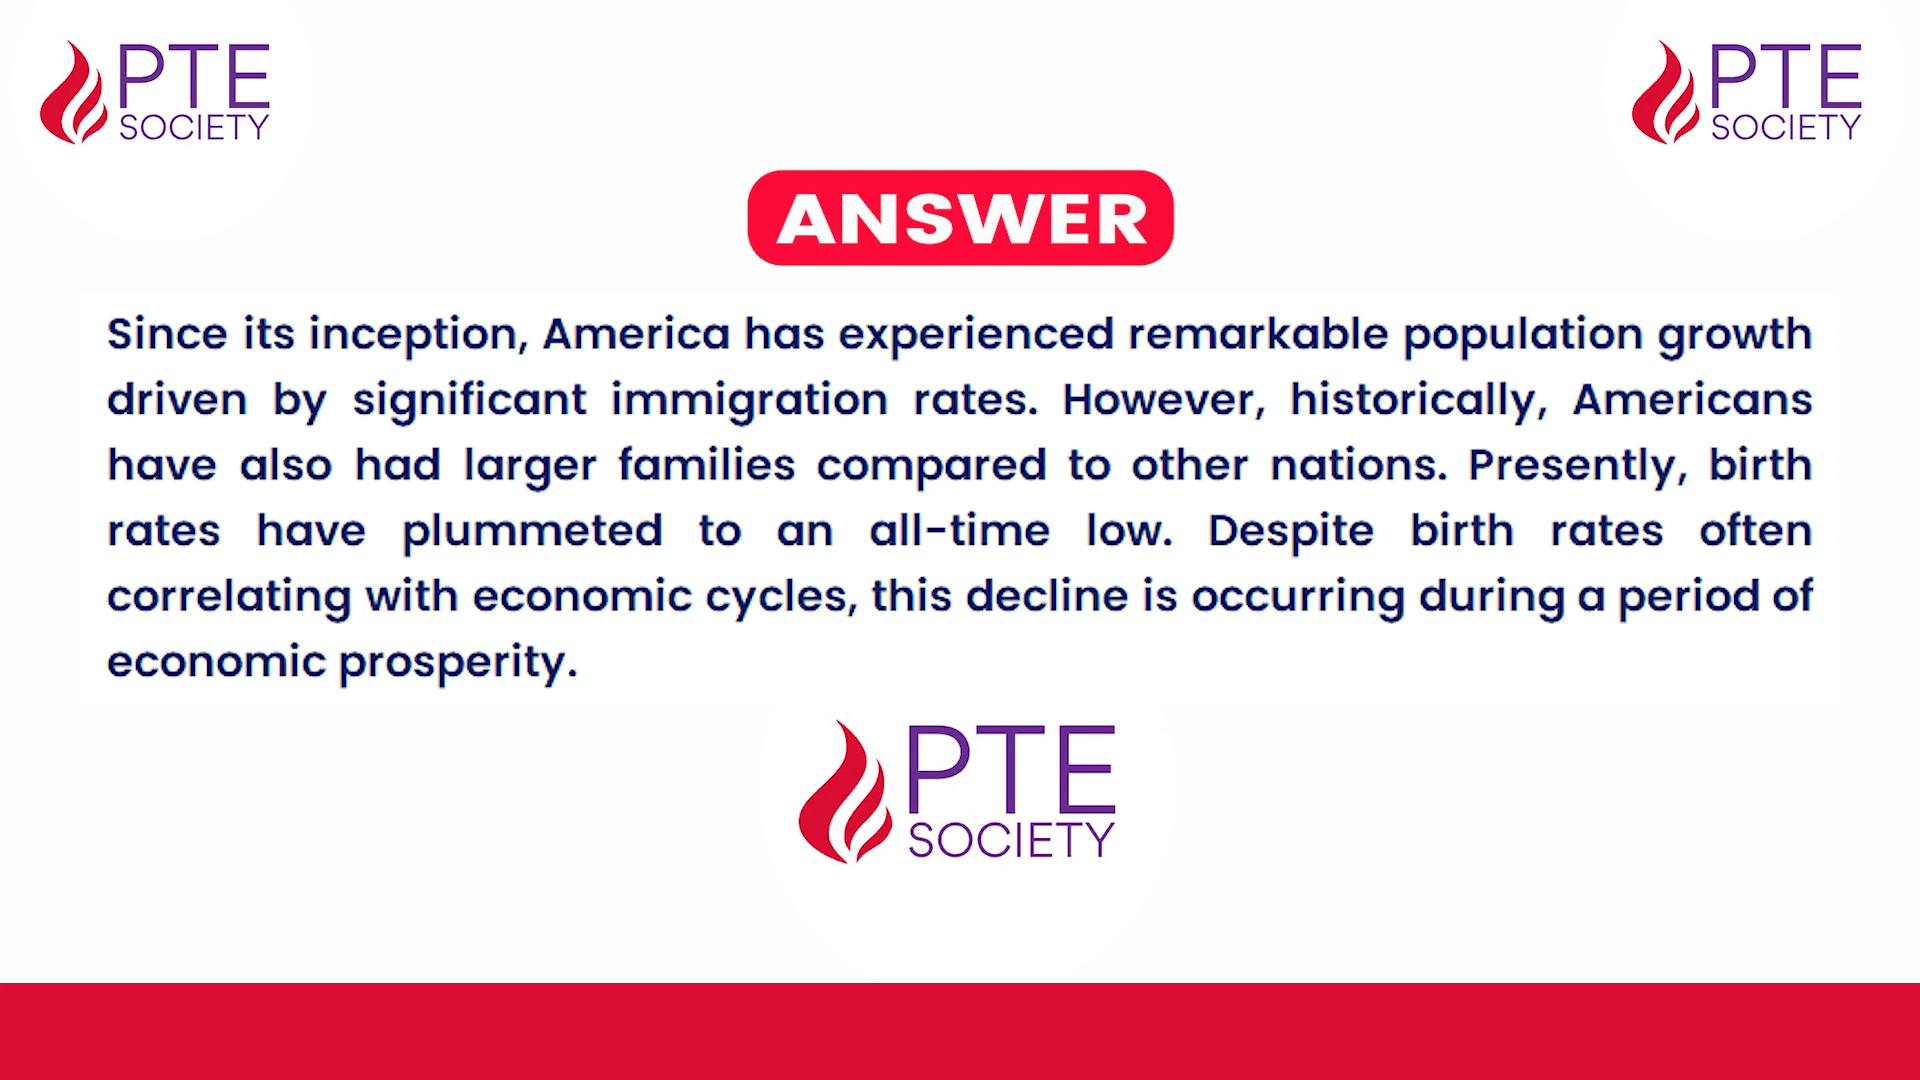 PTE
SOCIETY
PTE
SOCIETY
ANSWER
Since its inception, America has experienced remarkable population growth
driven by significant immigration rates. However, historically, Americans
have also had larger families compared to other nations. Presently, birth
rates have plummeted to an all-time low. Despite birth rates often
correlating with economic cycles, this decline is occurring during a period of
economic prosperity.
PTE
SOCIETY